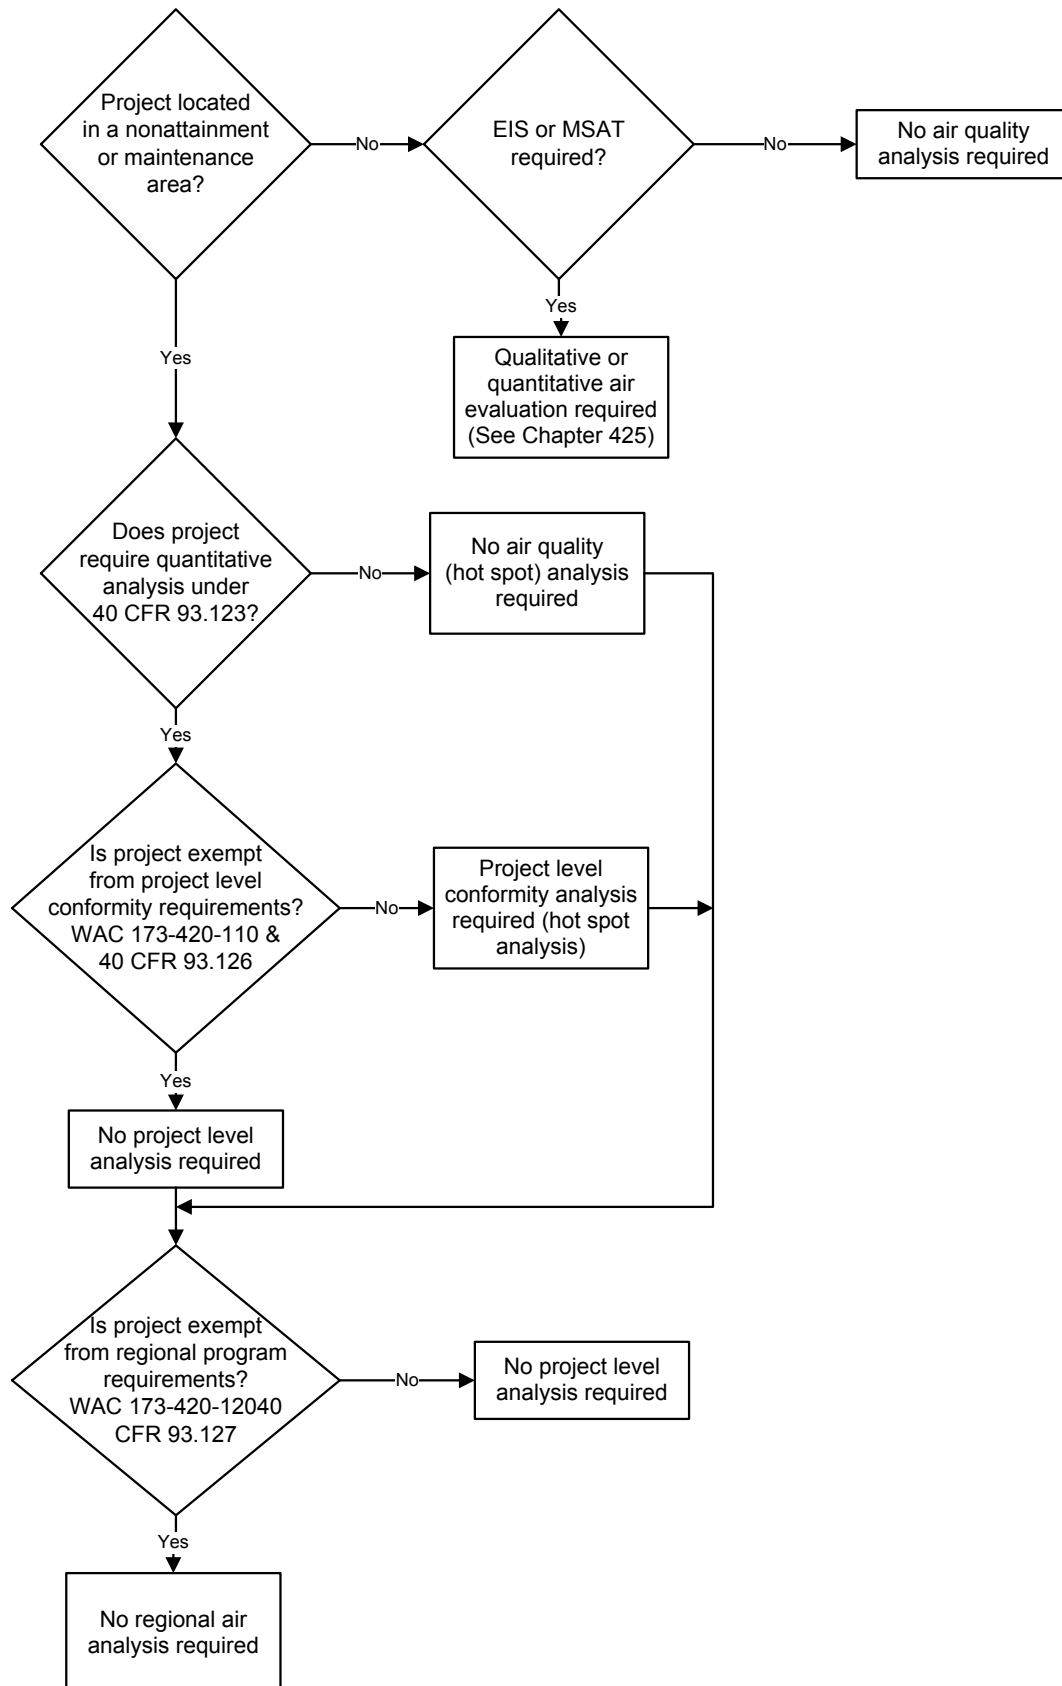 Project located
in a nonattainment
or maintenance
area?
No
EIS or MSAT
required?
No
No air quality
analysis required
Yes
Qualitative or
quantitative air
evaluation required
(See Chapter 425)
Yes
Does project
require quantitative
analysis under
40 CFR 93.123?
No
No air quality
(hot spot) analysis
required
Yes
Is project exempt
from project level
conformity requirements?
WAC 173-420-110 &
40 CFR 93.126
No
Project level
conformity analysis
required (hot spot
analysis)
Yes
No project level
analysis required
Is project exempt
from regional program
requirements?
WAC 173-420-12040
CFR 93.127
No
No project level
analysis required
Yes
No regional air
analysis required